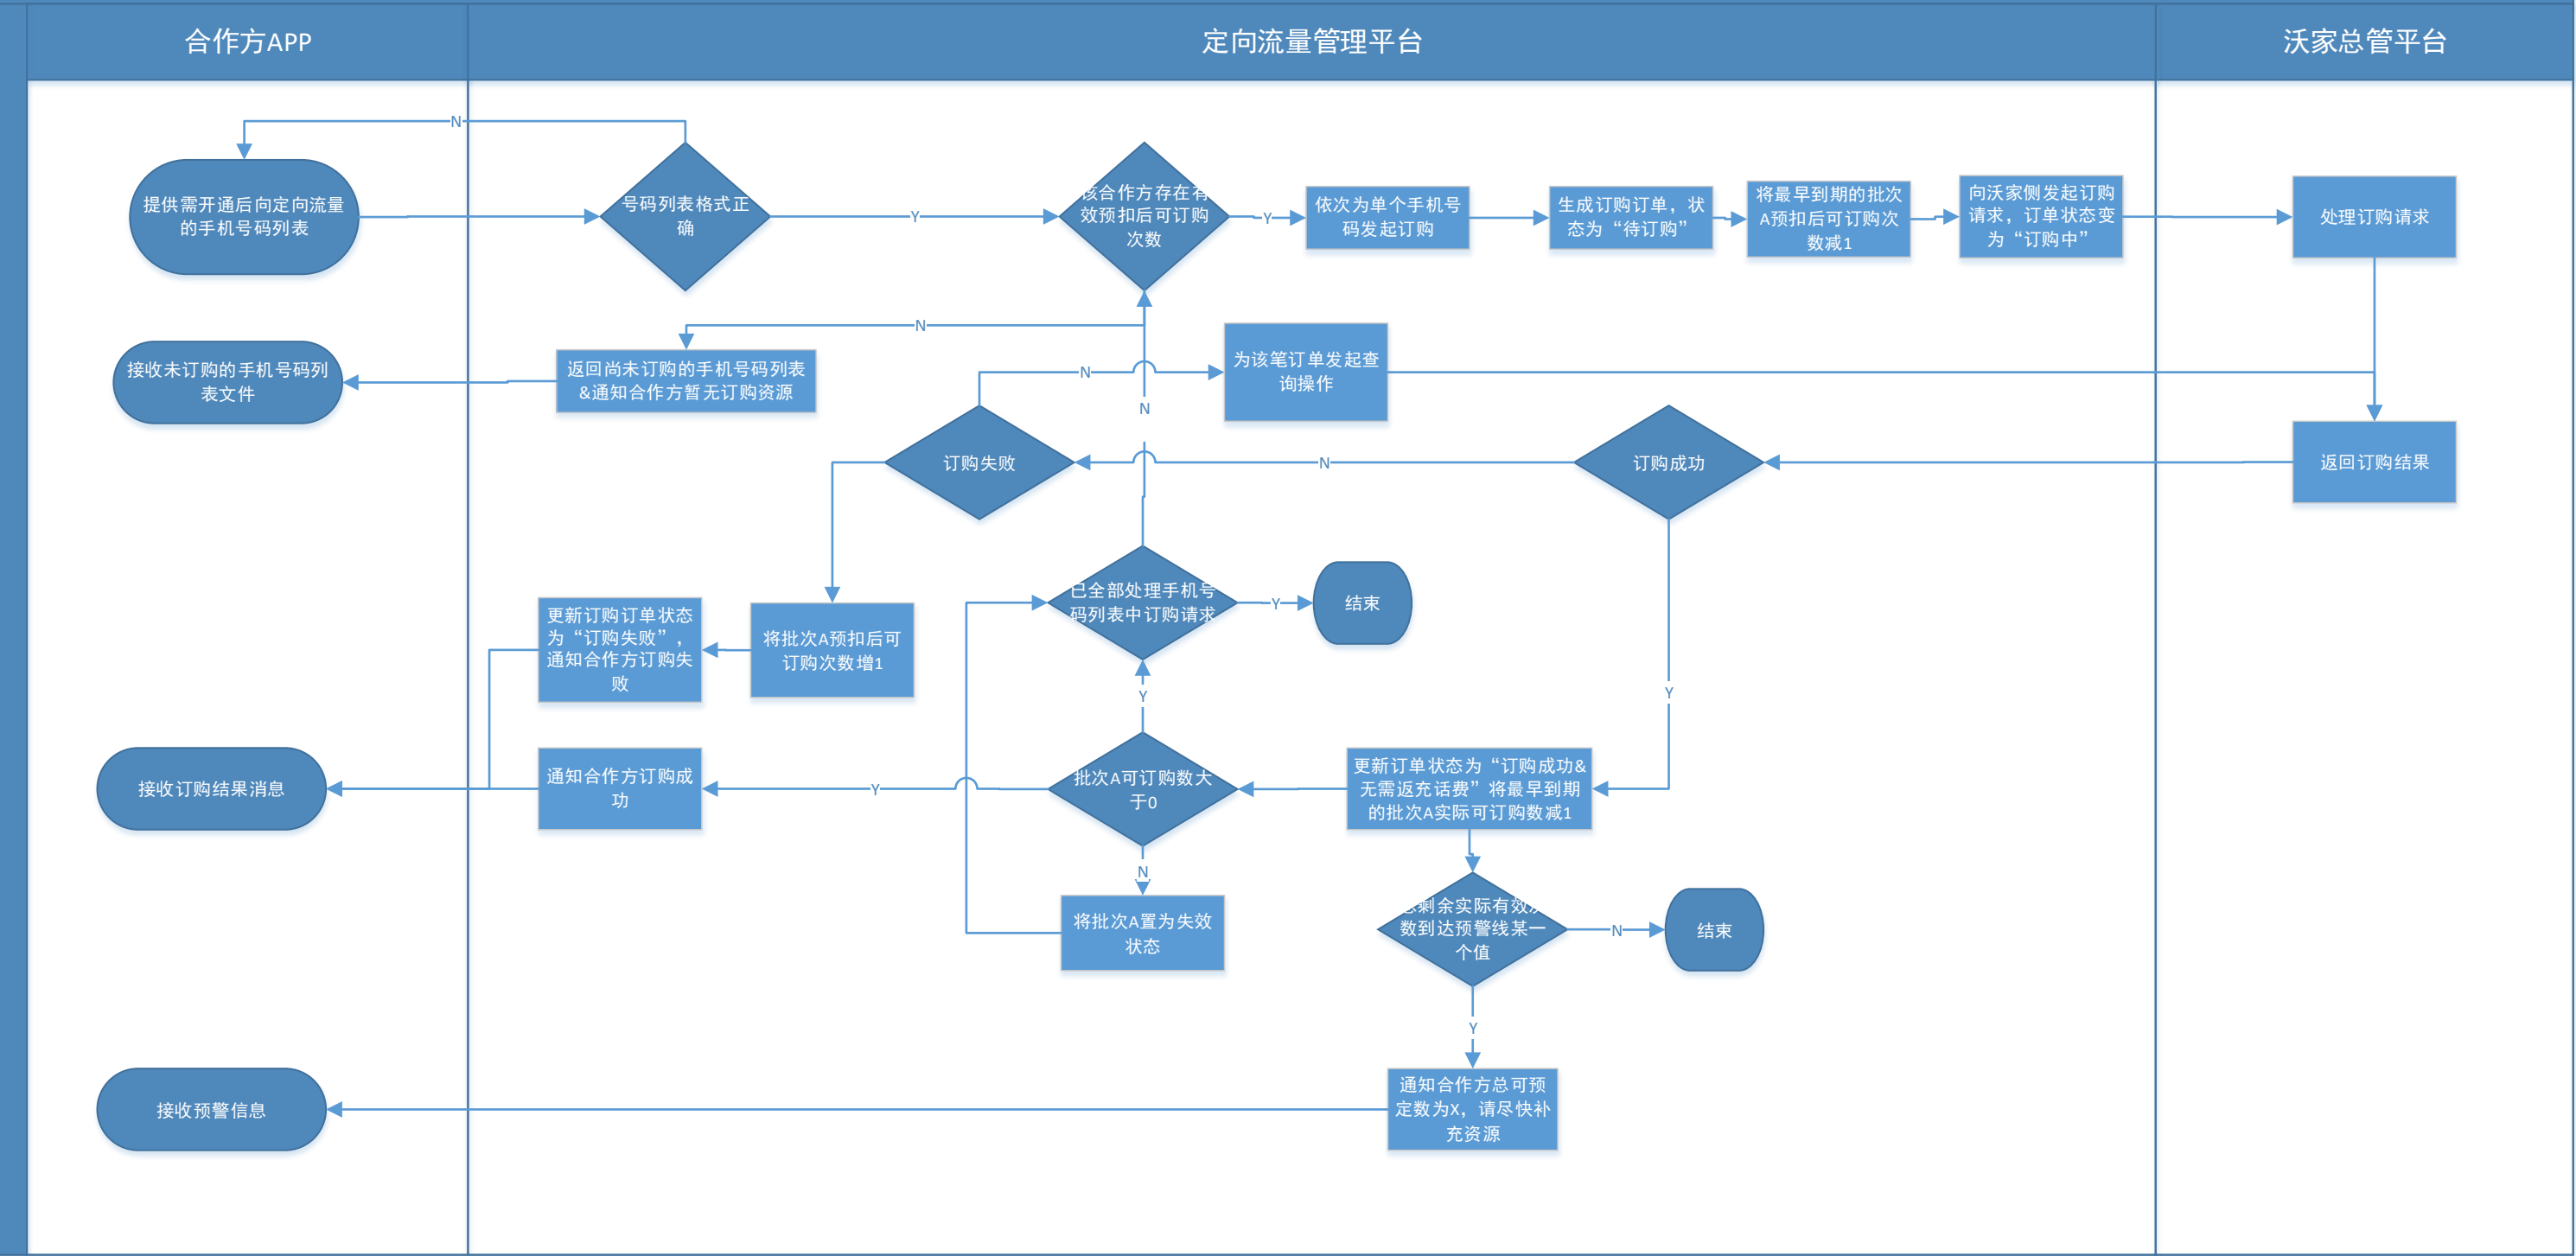 合作方APP
定向流量管理平台
沃家总管平台
N
提供需开通后向定向流量
的手机号码列表
号码列表格式正
确
Y
该合作方存在有
效预扣后可订购
次数
Y
依次为单个手机号
码发起订购
生成订购订单，状
态为“待订购”
将最早到期的批次
A预扣后可订购次
数减1
向沃家侧发起订购
请求，订单状态变
为“订购中”
处理订购请求
N
接收未订购的手机号码列
表文件
返回尚未订购的手机号码列表
&通知合作方暂无订购资源
N
为该笔订单发起查
询操作
N
订购失败
N
订购成功
返回订购结果
已全部处理手机号
码列表中订购请求
Y
结束
更新订购订单状态
为“订购失败”，
通知合作方订购失
败
将批次A预扣后可
订购次数增1
Y
Y
接收订购结果消息
通知合作方订购成
功
Y
批次A可订购数大
于0
更新订单状态为“订购成功&
无需返充话费”将最早到期
的批次A实际可订购数减1
N
将批次A置为失效
状态
剩余实际有效
数到达预警线某一
个值
N
结束
Y
接收预警信息
通知合作方总可预
定数为X，请尽快补
充资源